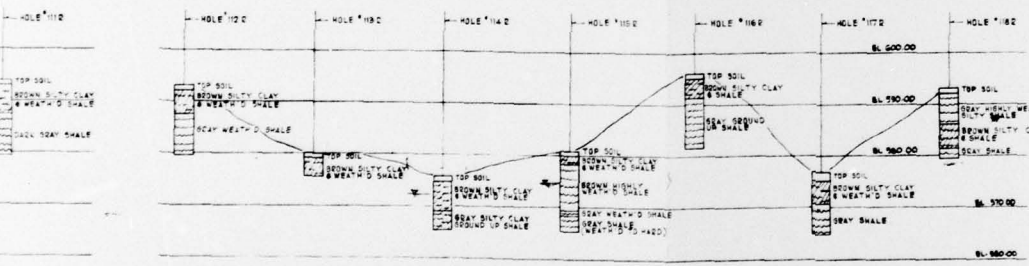 HOLE #111R
HOLE #112R
HOLE #113R
HOLE #114R
HOLE #115R
HOLE #116R
HOLE #117R
HOLE #118R
EL 600.00
TOP SOIL
BROWN SILTY CLAY
& WEATH'D SHALE
DARK GRAY SHALE
TOP SOIL
BROWN SILTY CLAY
& WEATH'D SHALE
GRAY WEATH'D SHALE
TOP SOIL
BROWN SILTY CLAY
& WEATH'D SHALE
TOP SOIL
BROWN SILTY CLAY
& WEATH'D SHALE
GRAY SILTY CLAY
GROUND UP SHALE
TOP SOIL
BROWN SILTY CLAY
& WEATH'D SHALE
BROWN HIGHLY
WEATH'D SHALE
GRAY WEATH'D SHALE
GRAY SHALE
(WEATH'D TO HARD)
TOP SOIL
BROWN SILTY CLAY
& SHALE
GRAY GROUND
UP SHALE
EL 590.00
EL 580.00
TOP SOIL
BROWN SILTY CLAY
& WEATH'D SHALE
GRAY SHALE
TOP SOIL
GRAY HIGHLY WE
SILTY SHALE
BROWN SILTY C
& SHALE
GRAY SHALE
EL 570.00
EL 560.00